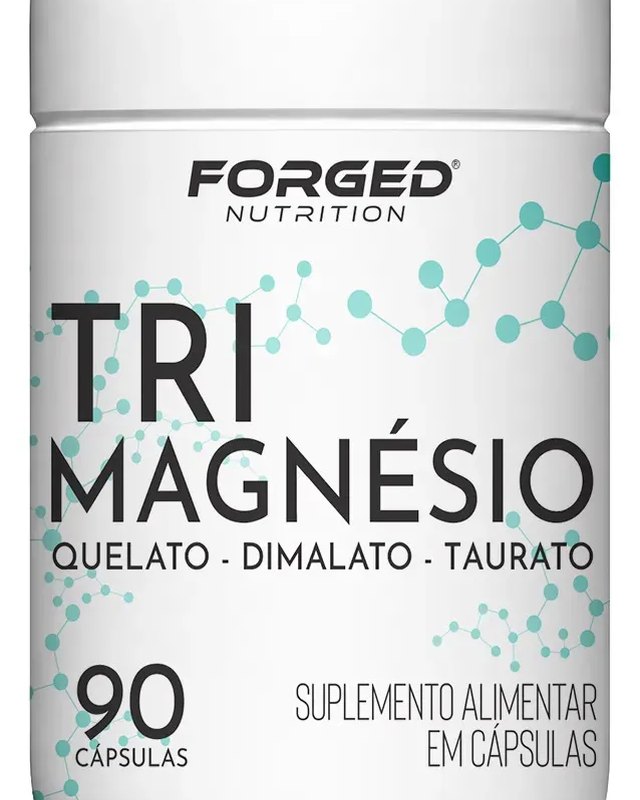 FORGED®
NUTRITION
TRI
MAGNÉSIO
QUELATO - DIMALATO - TAURATO
90
CÁPSULAS
SUPLEMENTO ALIMENTAR
EM CÁPSULAS